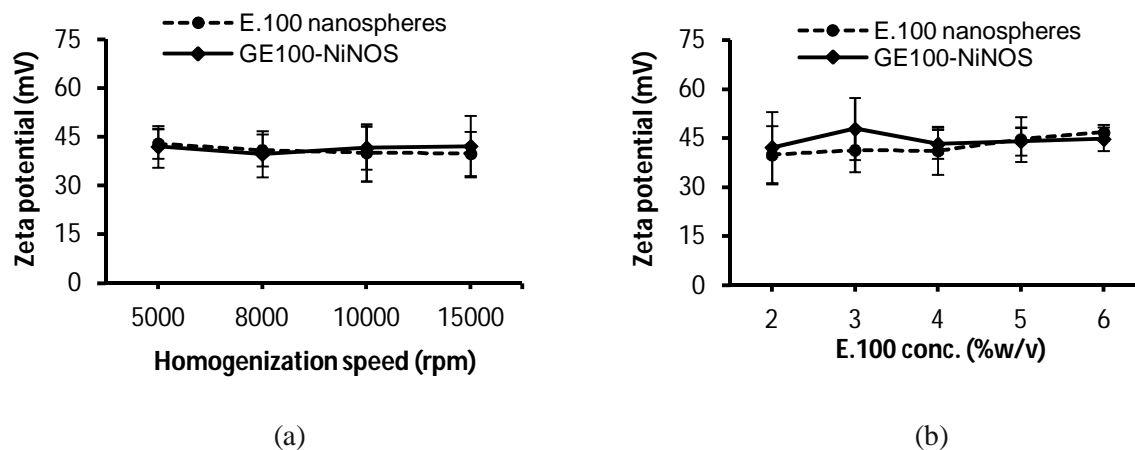 E.100 nanospheres
GE100-NiNOS
75
60
45
30
15
0
Zeta potential (mV)
5000 8000 10000 15000
Homogenization speed (rpm)
(a)
E.100 nanospheres
GE100-NiNOS
75
60
45
30
15
0
Zeta potential (mV)
2 3 4 5 6
E.100 conc. (%w/v)
(b)